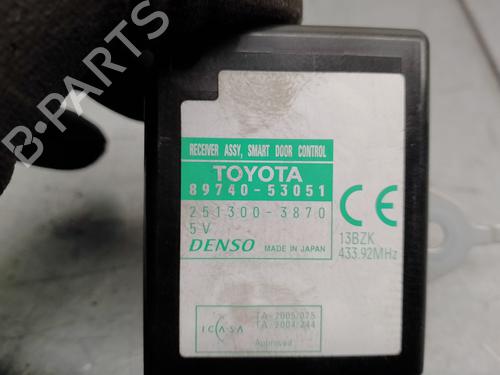 RECEIVER ASSY, SMART DOOR CONTROL
TOYOTA
89740-53051
251300-3870
5V
DENSO MADE IN JAPAN
CE
13BZK
433.92MHz
ICASA
TA-2005/075
TA-2004/244
Approved
B-PARTS